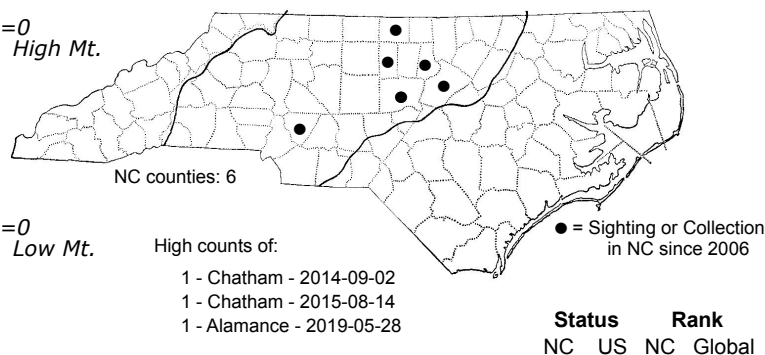 =0
High Mt.
NC counties: 6
=0
Low Mt.
High counts of:
1 - Chatham - 2014-09-02
1 - Chatham - 2015-08-14
1 - Alamance - 2019-05-28
● = Sighting or Collection
in NC since 2006
Status Rank
NC US NC Global